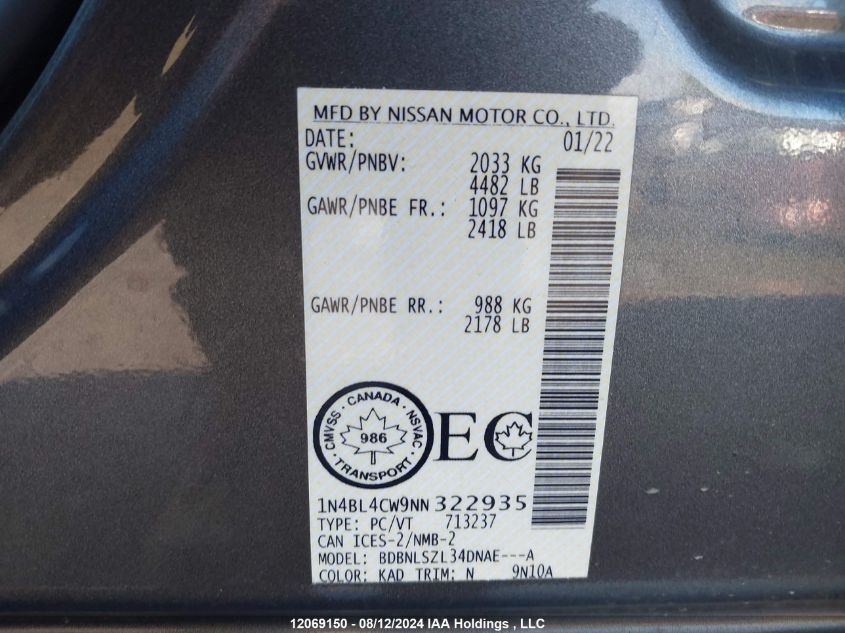 MFD BY NISSAN MOTOR CO., LTD.
DATE: 01/22
GVWR/PNBV: 2033 KG
4482 LB
GAWR/PNBE FR.: 1097 KG
2418 LB
GAWR/PNBE RR.: 988 KG
2178 LB
CMVSS · CANADA · NSVAC · TRANSPORT ·
986
EC
1N4BL4CW9NN322935
TYPE: PC/VT 713237
CAN ICES-2/NMB-2
MODEL: BDBNLSZL34DNAE---A
COLOR: KAD TRIM: N 9N10A
12069150 - 08/12/2024 IAA Holdings , LLC